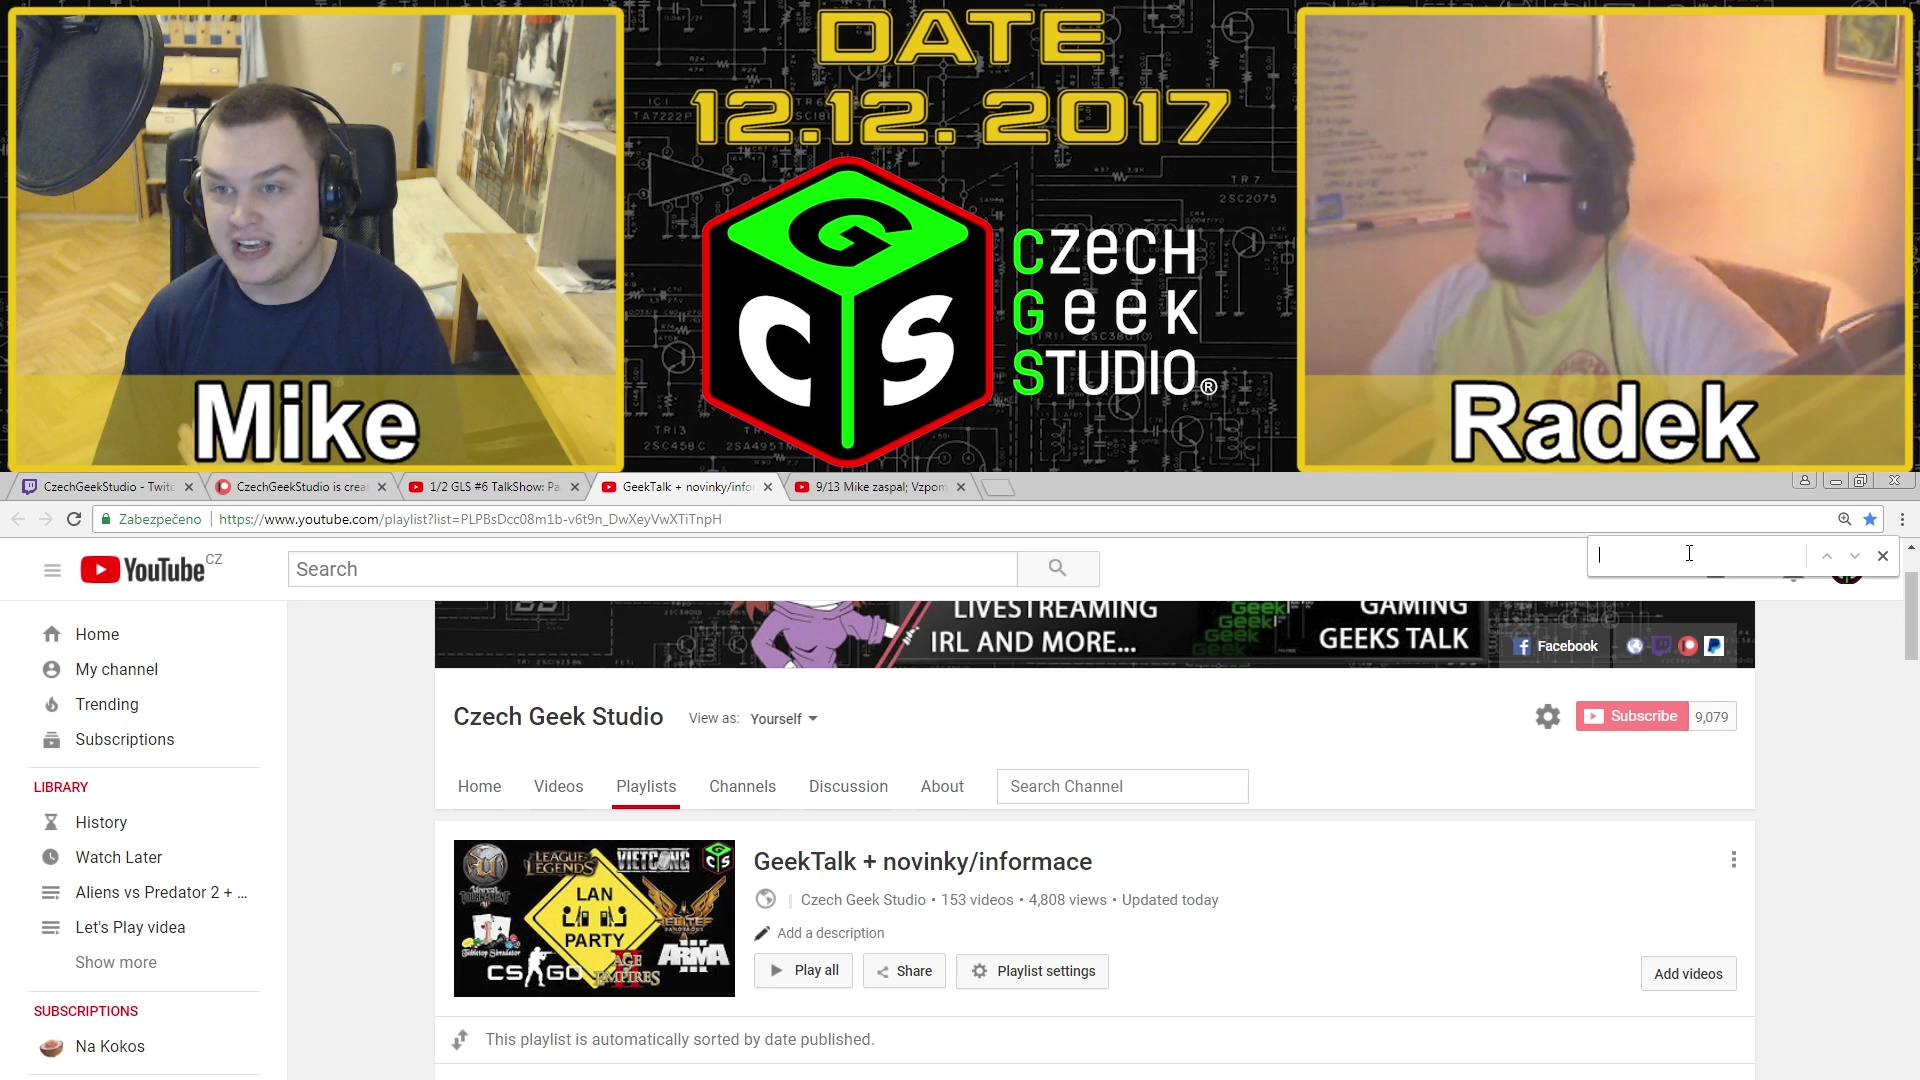 DATE
12.12. 2017
G
C S
CZECH
GEEK
STUDIO®
Mike
Radek
CzechGeekStudio - Twitc
CzechGeekStudio is crea
1/2 GLS #6 TalkShow: Pa
GeekTalk + novinky/infor
9/13 Mike zaspal; Vzpom
Zabezpečeno
https://www.youtube.com/playlist?list=PLPBsDcc08m1b-v6t9n_DwXeyVwXTiTnpH
YouTube CZ
Search
Home
My channel
Trending
Subscriptions
LIBRARY
History
Watch Later
Aliens vs Predator 2 + ...
Let's Play videa
Show more
SUBSCRIPTIONS
Na Kokos
LIVESTREAMING
IRL AND MORE...
Geek
Geek
Geek
GAMING
GEEKS TALK
Facebook
Czech Geek Studio
View as: Yourself
Subscribe 9,079
Home
Videos
Playlists
Channels
Discussion
About
Search Channel
LEAGUE
LEGENDS
VIETCONG
LAN
PARTY
ELITE
CS GO
AGE
EMPIRES
ARMA
GeekTalk + novinky/informace
Czech Geek Studio • 153 videos • 4,808 views • Updated today
Add a description
Play all
Share
Playlist settings
Add videos
This playlist is automatically sorted by date published.